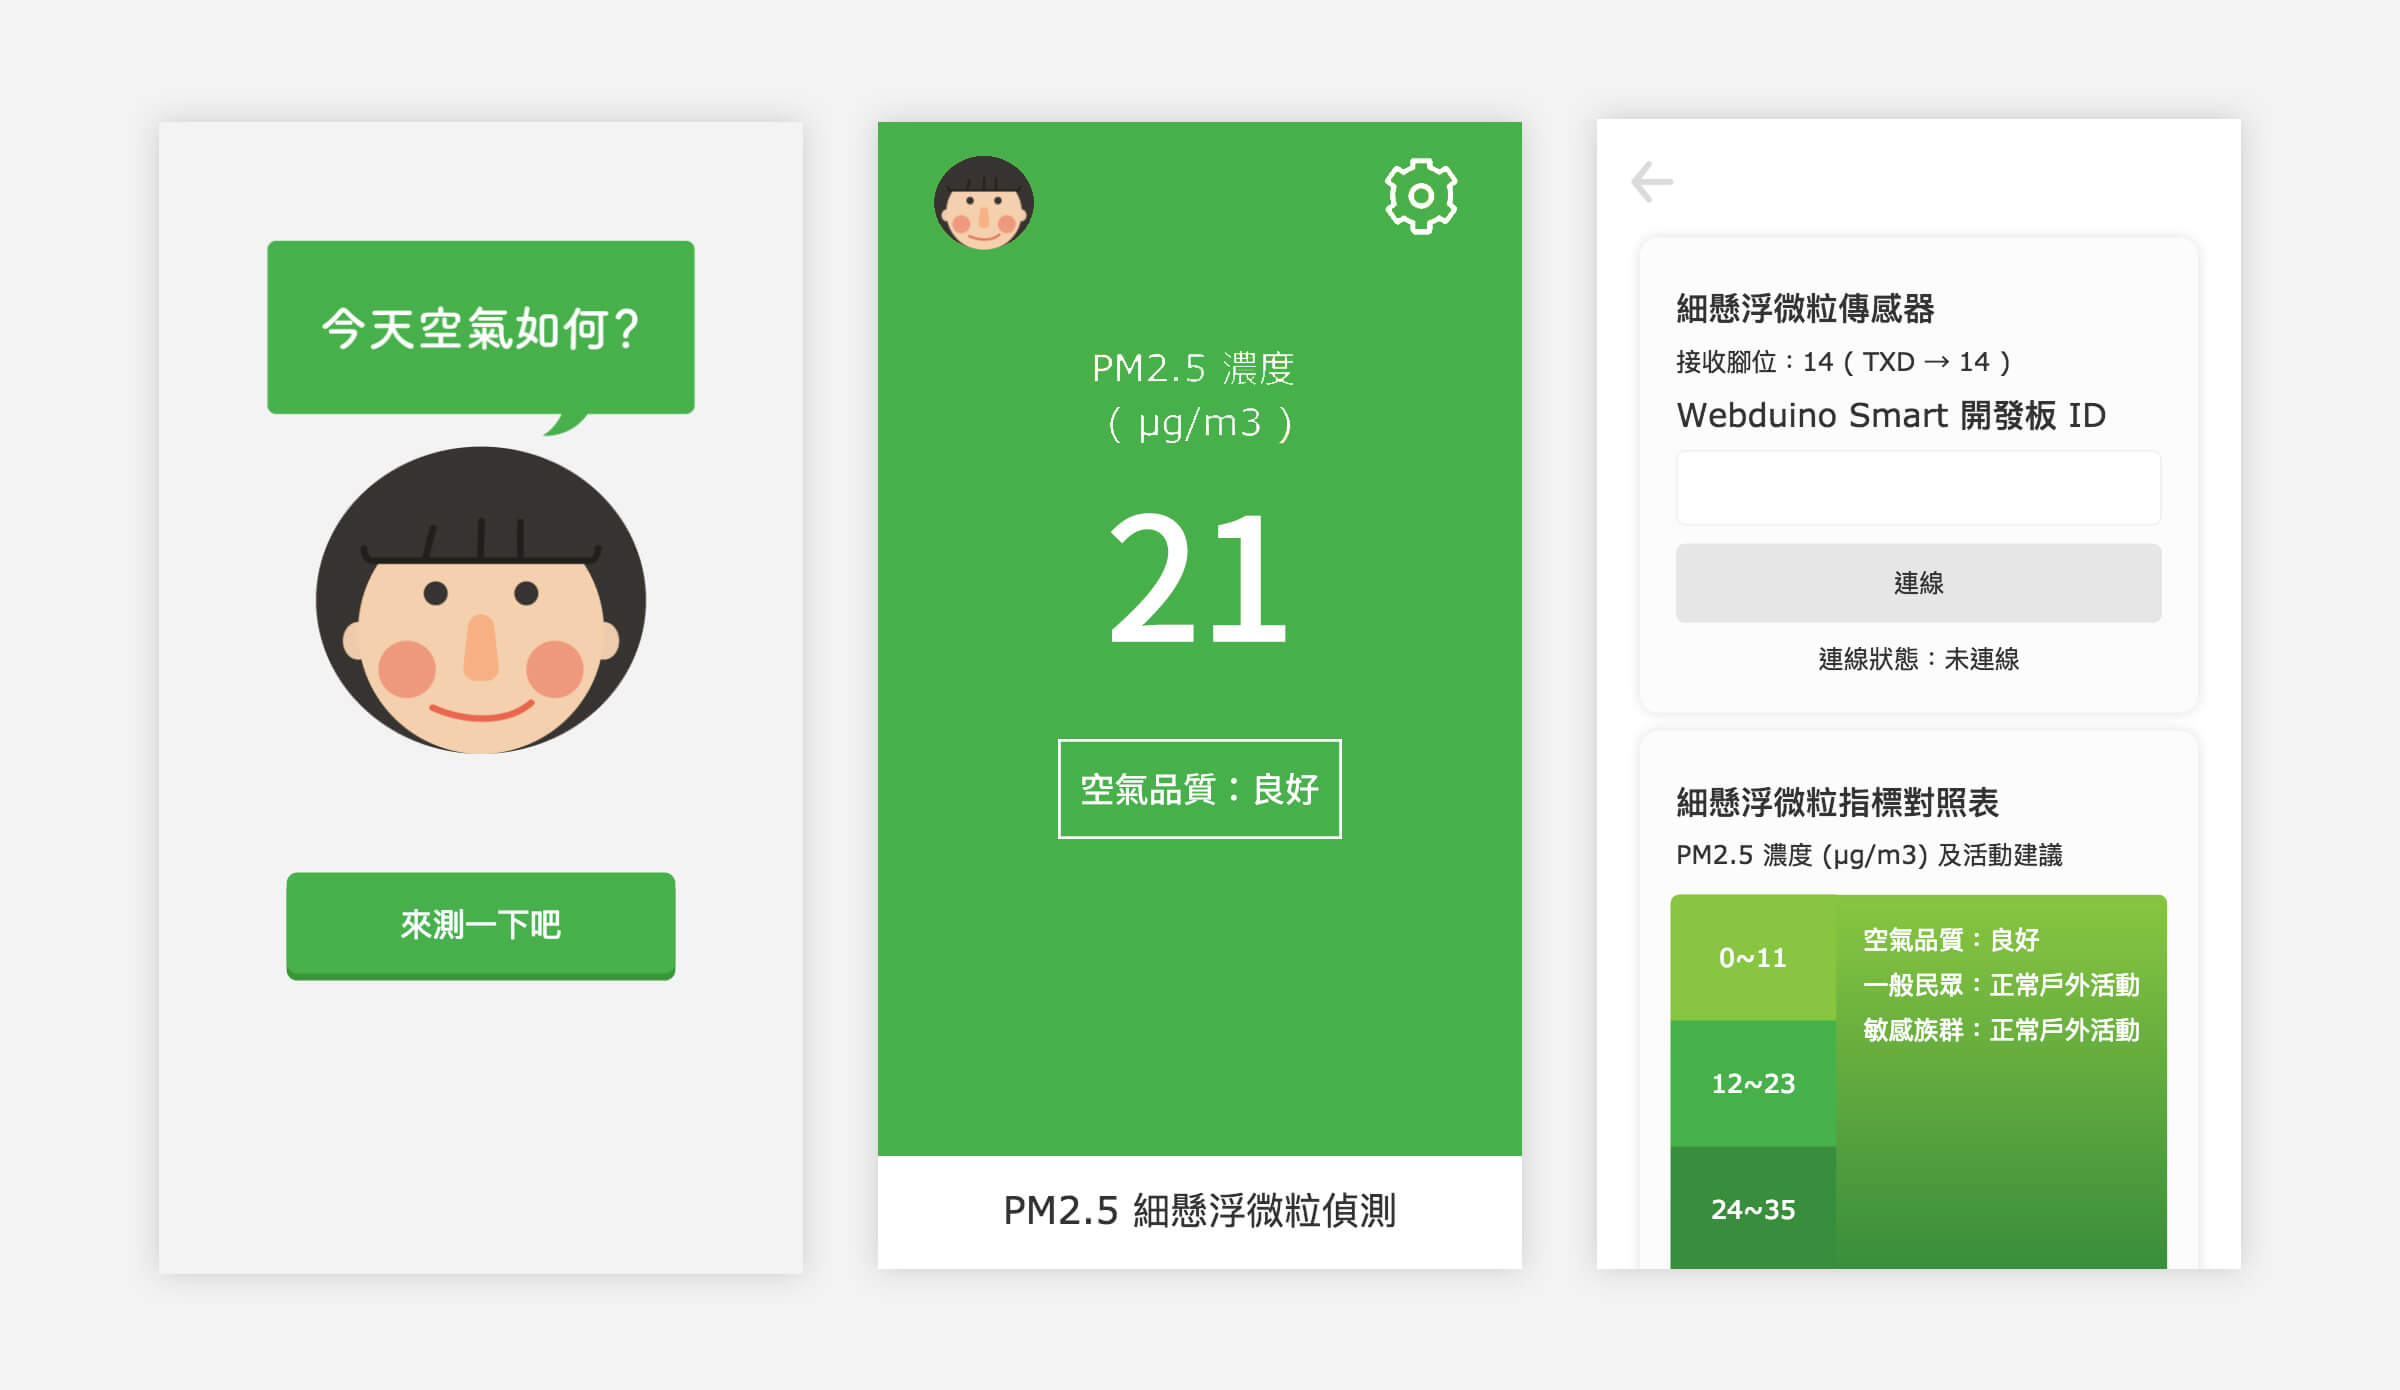 今天空氣如何?
來測一下吧
PM2.5 濃度
( μg/m3 )
21
空氣品質：良好
PM2.5 細懸浮微粒偵測
細懸浮微粒傳感器
接收腳位：14 ( TXD → 14 )
Webduino Smart 開發板 ID
連線
連線狀態：未連線
細懸浮微粒指標對照表
PM2.5 濃度 (μg/m3) 及活動建議
0~11
空氣品質：良好
一般民眾：正常戶外活動
敏感族群：正常戶外活動
12~23
24~35